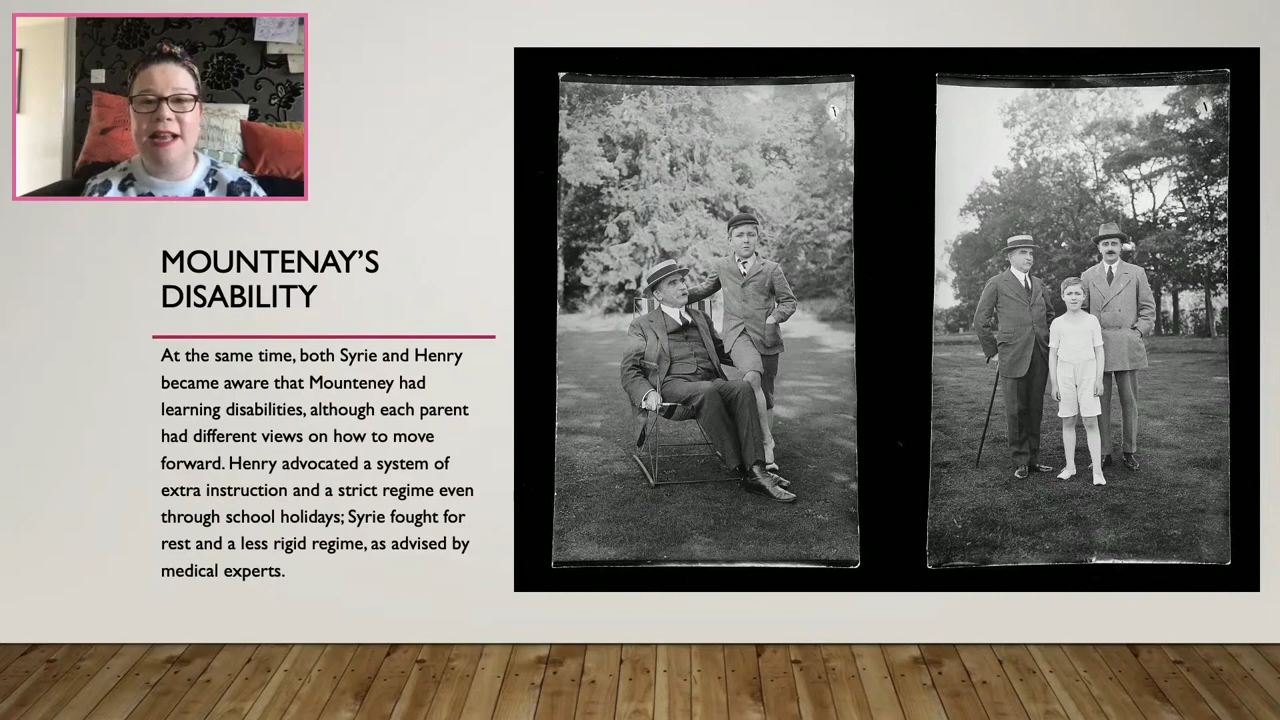 MOUNTENAY’S
DISABILITY
At the same time, both Syrie and Henry
became aware that Mounteney had
learning disabilities, although each parent
had different views on how to move
forward. Henry advocated a system of
extra instruction and a strict regime even
through school holidays; Syrie fought for
rest and a less rigid regime, as advised by
medical experts.